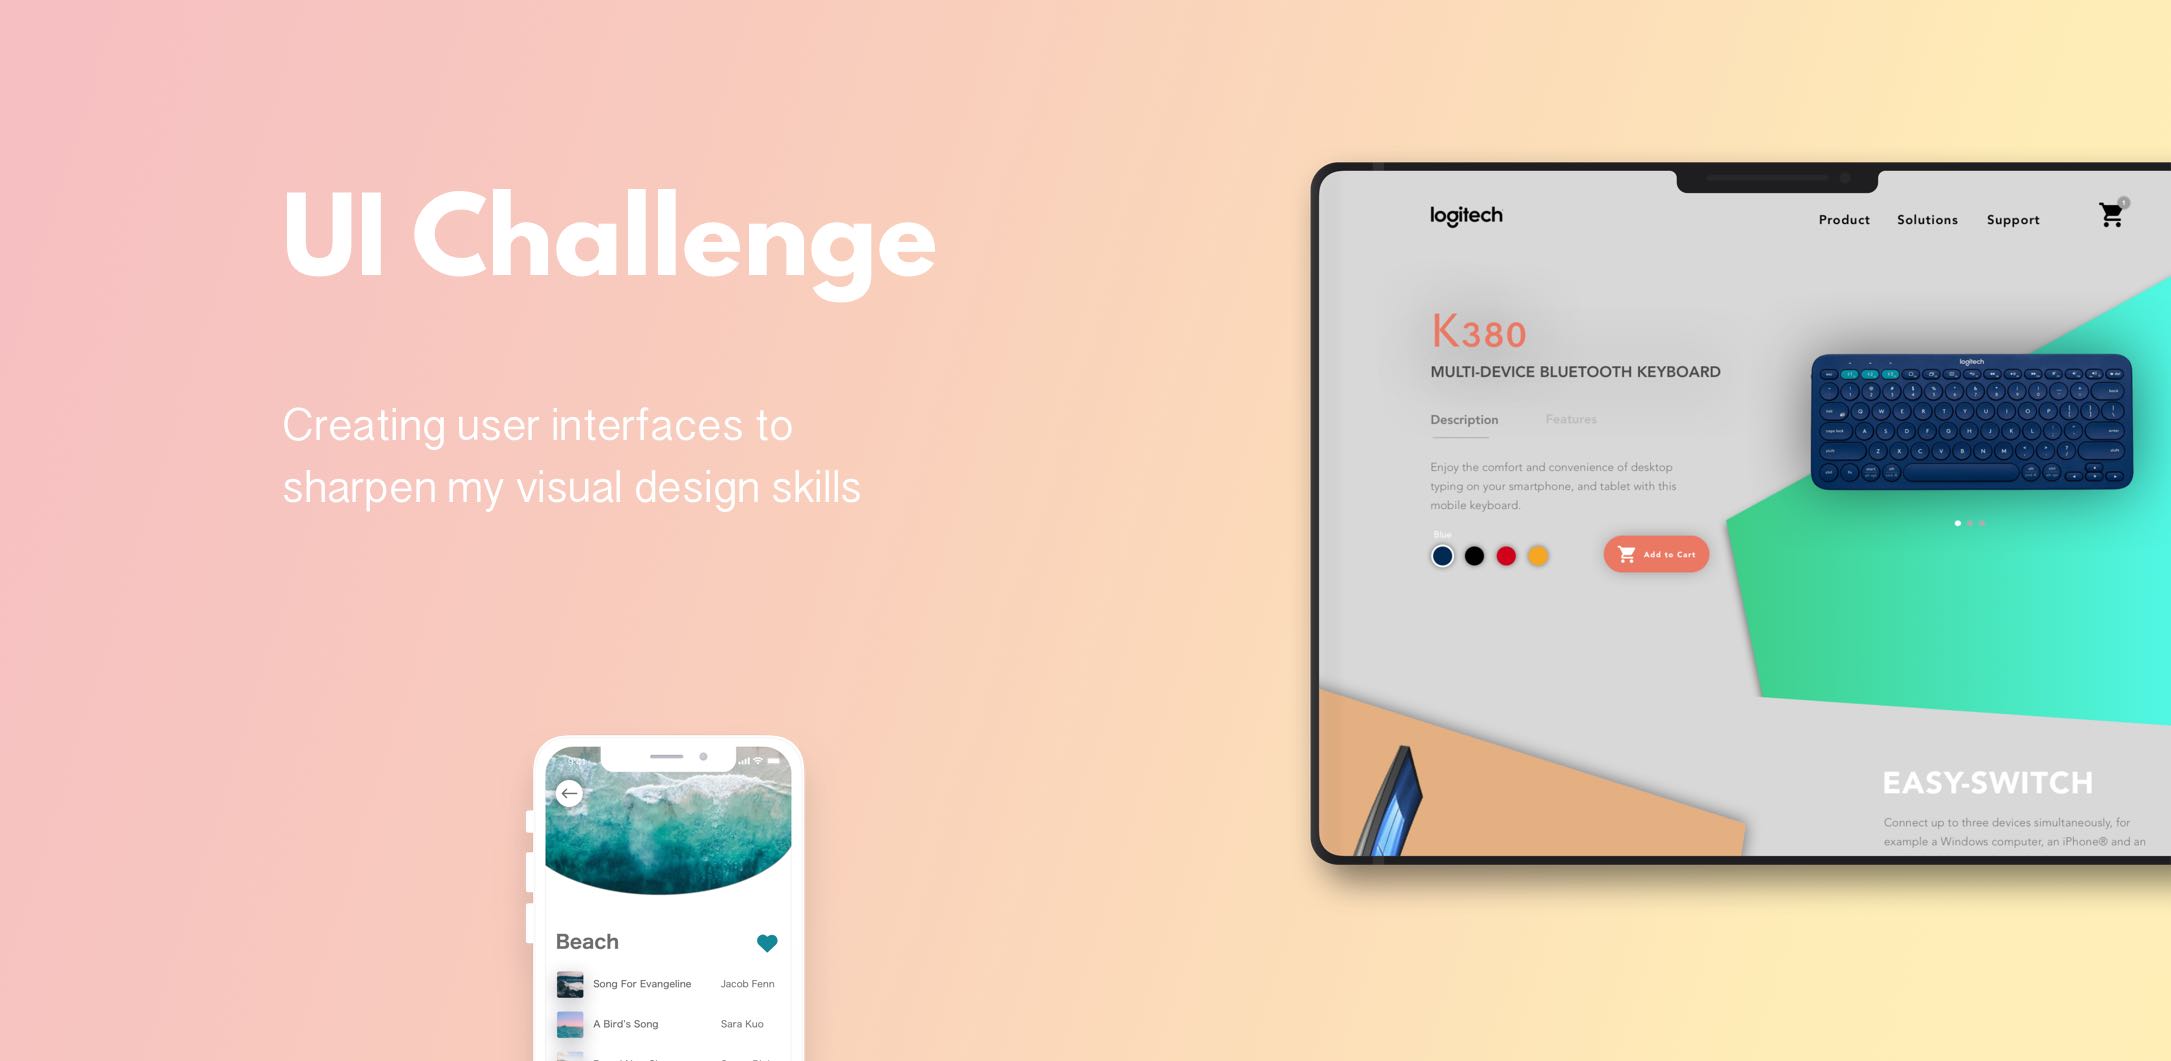 UI Challenge
Creating user interfaces to
sharpen my visual design skills
logitech
Product Solutions Support
1
K380
MULTI-DEVICE BLUETOOTH KEYBOARD
Description Features
Enjoy the comfort and convenience of desktop
typing on your smartphone, and tablet with this
mobile keyboard.
Blue
Add to Cart
logitech
EASY-SWITCH
Connect up to three devices simultaneously, for
example a Windows computer, an iPhone® and an
9:41
Beach
Song For Evangeline Jacob Fenn
A Bird's Song Sara Kuo